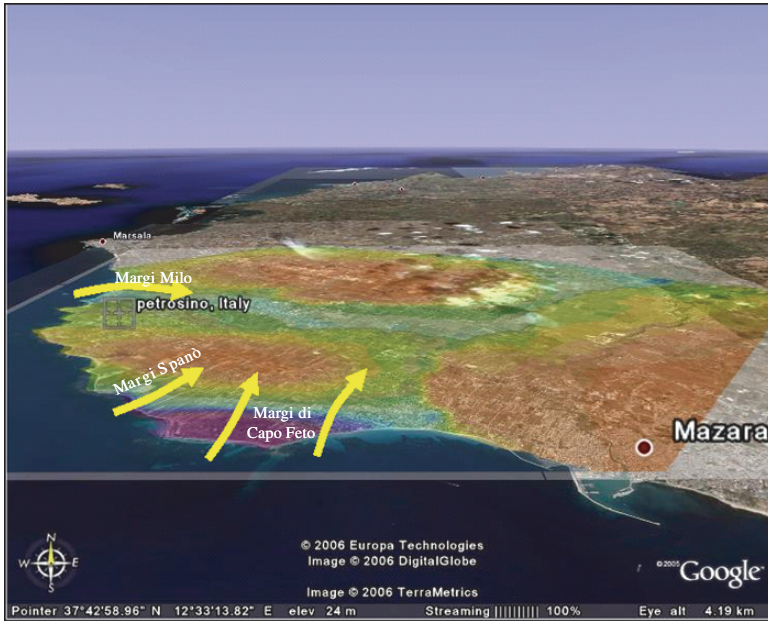 Marsala
Margi Milo
petrosino, Italy
Margi Spanò
Margi di
Capo Feto
Mazara
N
W E
S
© 2006 Europa Technologies
Image © 2006 DigitalGlobe
Image © 2006 TerraMetrics
©2005 Google
Pointer 37°42'58.96" N 12°33'13.82" E elev 24 m Streaming |||||||||| 100% Eye alt 4.19 km